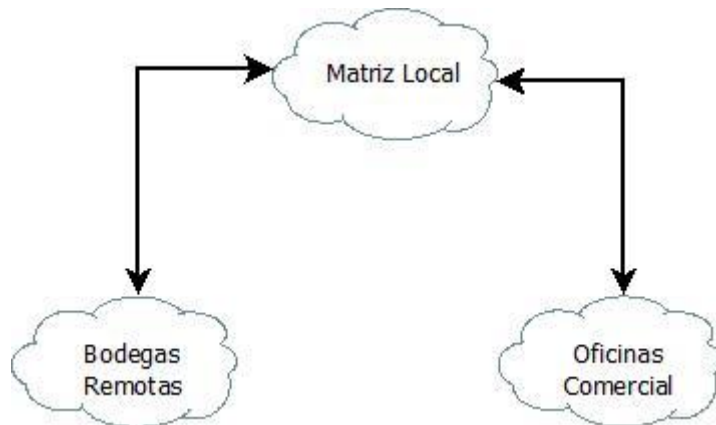 Matriz Local
Bodegas
Remotas
Oficinas
Comercial